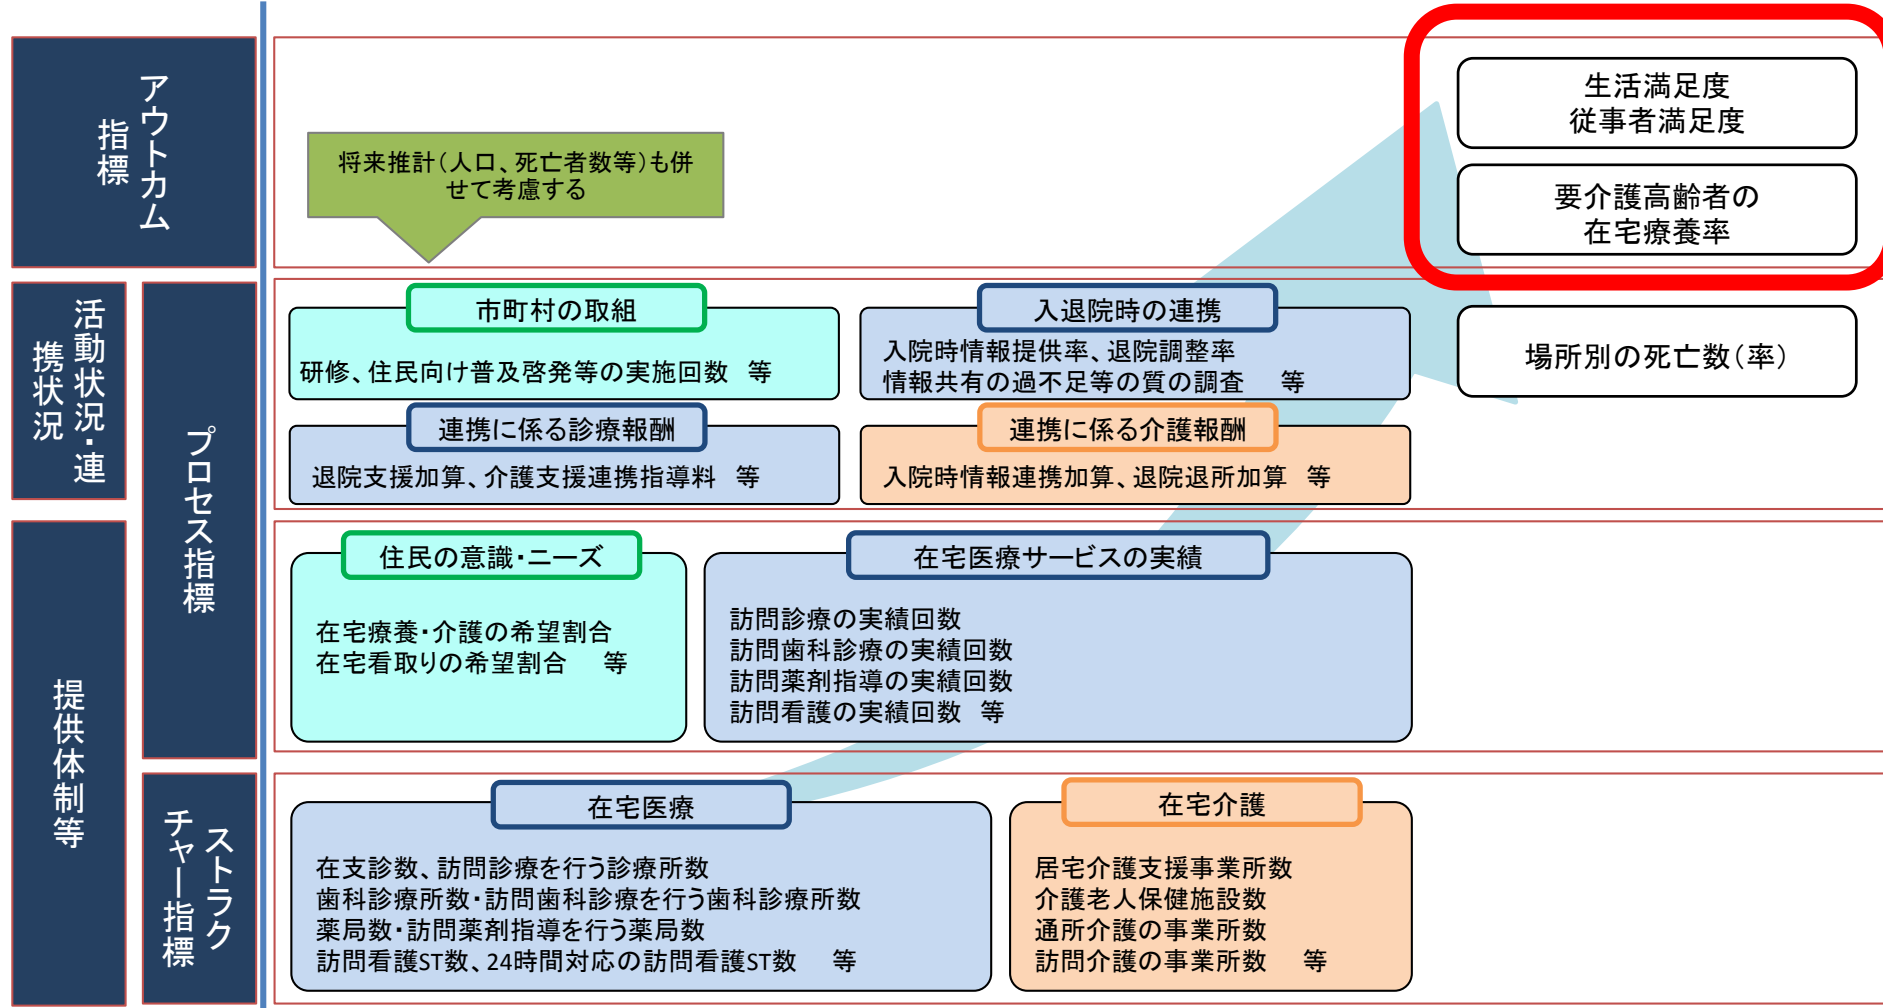 アウトカム
指標
将来推計（人口、死亡者数等）も併
せて考慮する
生活満足度
従事者満足度
要介護高齢者の
在宅療養率
活動状況・連
携状況
プロセス指標
市町村の取組
研修、住民向け普及啓発等の実施回数　等
入退院時の連携
入院時情報提供率、退院調整率
情報共有の過不足等の質の調査　等
場所別の死亡数（率）
連携に係る診療報酬
退院支援加算、介護支援連携指導料　等
連携に係る介護報酬
入院時情報連携加算、退院退所加算　等
提供体制等
住民の意識・ニーズ
在宅療養・介護の希望割合
在宅看取りの希望割合　等
在宅医療サービスの実績
訪問診療の実績回数
訪問歯科診療の実績回数
訪問薬剤指導の実績回数
訪問看護の実績回数　等
ストラク
チャー指標
在宅医療
在支診数、訪問診療を行う診療所数
歯科診療所数・訪問歯科診療を行う歯科診療所数
薬局数・訪問薬剤指導を行う薬局数
訪問看護ST数、24時間対応の訪問看護ST数　等
在宅介護
居宅介護支援事業所数
介護老人保健施設数
通所介護の事業所数
訪問介護の事業所数　等